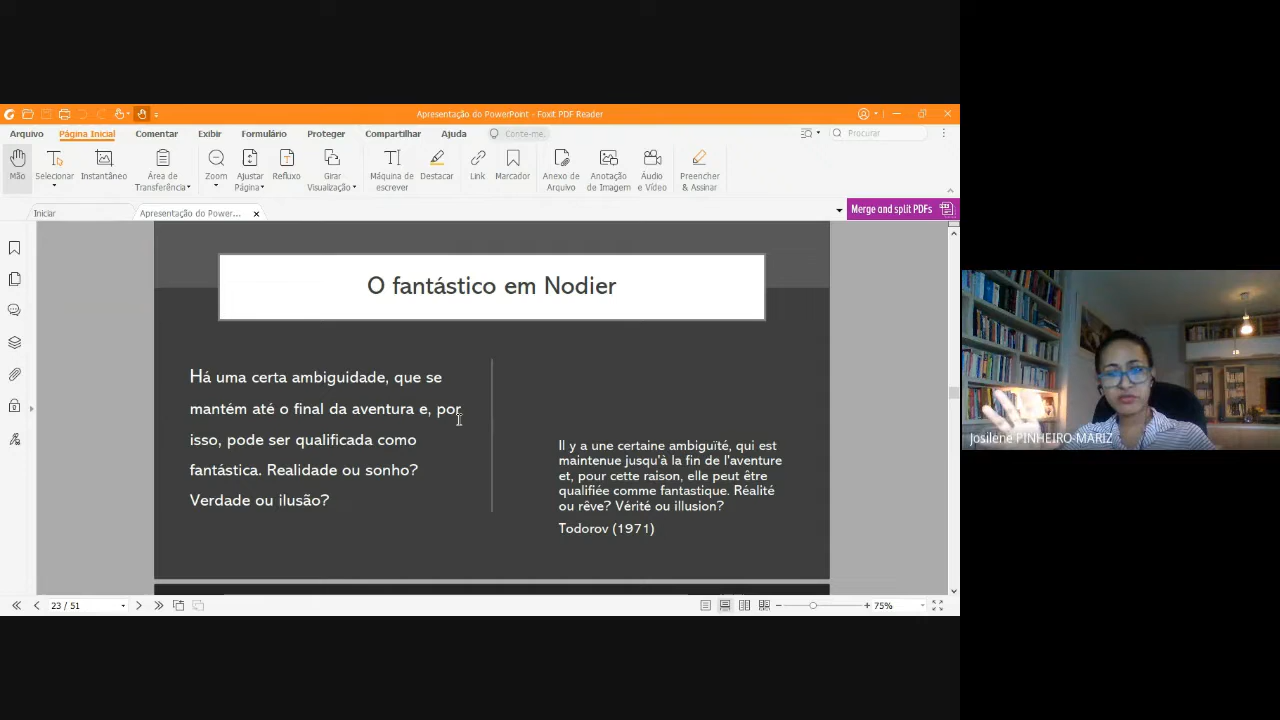 Apresentação do PowerPoint - Foxit PDF Reader
Arquivo Página Inicial Comentar Exibir Formulário Proteger Compartilhar Ajuda Conte-me. Procurar
Mão Selecionar Instantâneo Área de Transferência Zoom Ajustar Página Refluxo Girar Visualização Máquina de escrever Destacar Link Marcador Anexo de Arquivo Anotação de Imagem Áudio e Vídeo Preencher & Assinar
Iniciar Apresentação do Power... Merge and split PDFs
O fantástico em Nodier
Há uma certa ambiguidade, que se
mantém até o final da aventura e, por
isso, pode ser qualificada como
fantástica. Realidade ou sonho?
Verdade ou ilusão?
Il y a une certaine ambiguïté, qui est
maintenue jusqu'à la fin de l'aventure
et, pour cette raison, elle peut être
qualifiée comme fantastique. Réalité
ou rêve? Vérité ou illusion?
Todorov (1971)
Josilene PINHEIRO-MARIZ
23 / 51 75%